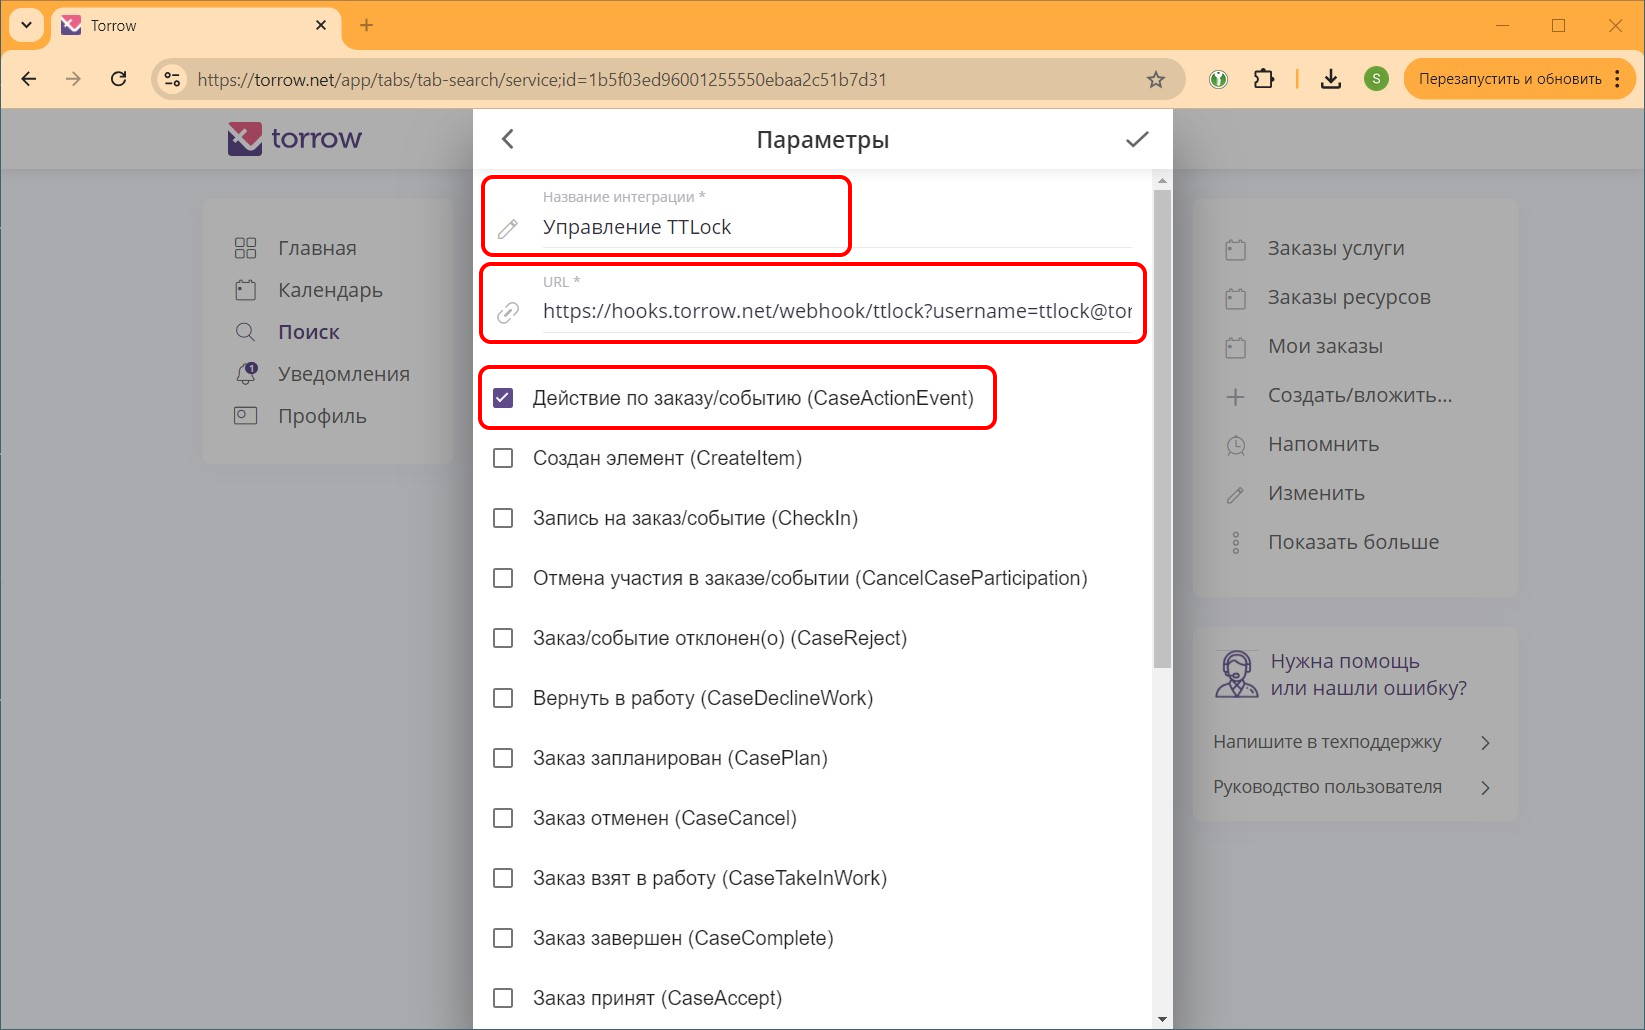 Torrow
https://torrow.net/app/tabs/tab-search/service;id=1b5f03ed96001255550ebaa2c51b7d31
S
Перезапустить и обновить
torrow
Главная
Календарь
Поиск
1
Уведомления
Профиль
Параметры
Название интеграции *
Управление TTLock
URL *
https://hooks.torrow.net/webhook/ttlock?username=ttlock@tor
Действие по заказу/событию (CaseActionEvent)
Создан элемент (CreateItem)
Запись на заказ/событие (CheckIn)
Отмена участия в заказе/событии (CancelCaseParticipation)
Заказ/событие отклонен(о) (CaseReject)
Вернуть в работу (CaseDeclineWork)
Заказ запланирован (CasePlan)
Заказ отменен (CaseCancel)
Заказ взят в работу (CaseTakeInWork)
Заказ завершен (CaseComplete)
Заказ принят (CaseAccept)
Заказы услуги
Заказы ресурсов
Мои заказы
Создать/вложить...
Напомнить
Изменить
Показать больше
Нужна помощь
или нашли ошибку?
Напишите в техподдержку
Руководство пользователя